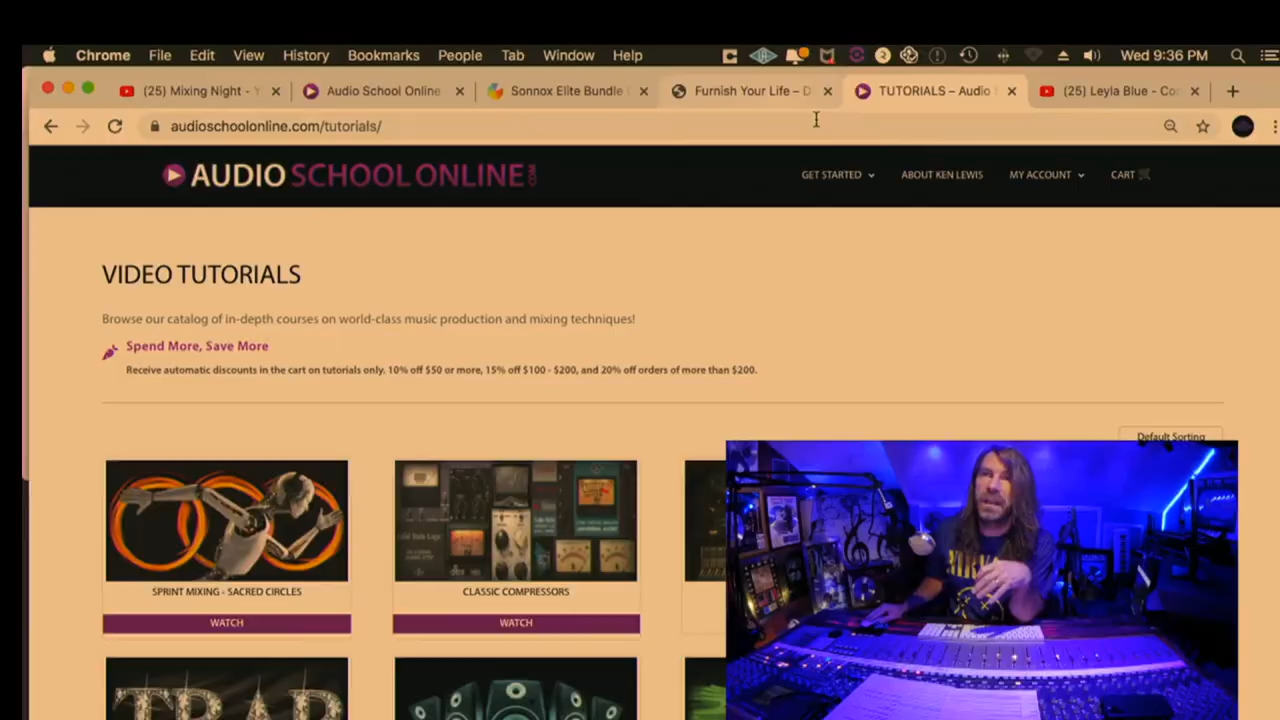 Chrome File Edit View History Bookmarks People Tab Window Help 2 Wed 9:36 PM
(25) Mixing Night - Audio School Online Sonnox Elite Bundle Furnish Your Life – TUTORIALS – Audio (25) Leyla Blue -
audioschoolonline.com/tutorials/
AUDIO SCHOOL ONLINE .COM
GET STARTED ABOUT KEN LEWIS MY ACCOUNT CART
VIDEO TUTORIALS
Browse our catalog of in-depth courses on world-class music production and mixing techniques!
Spend More, Save More
Receive automatic discounts in the cart on tutorials only. 10% off $50 or more, 15% off $100 - $200, and 20% off orders of more than $200.
Default Sorting
SPRINT MIXING - SACRED CIRCLES
CLASSIC COMPRESSORS
WATCH
WATCH
TRAP
NIRVANA